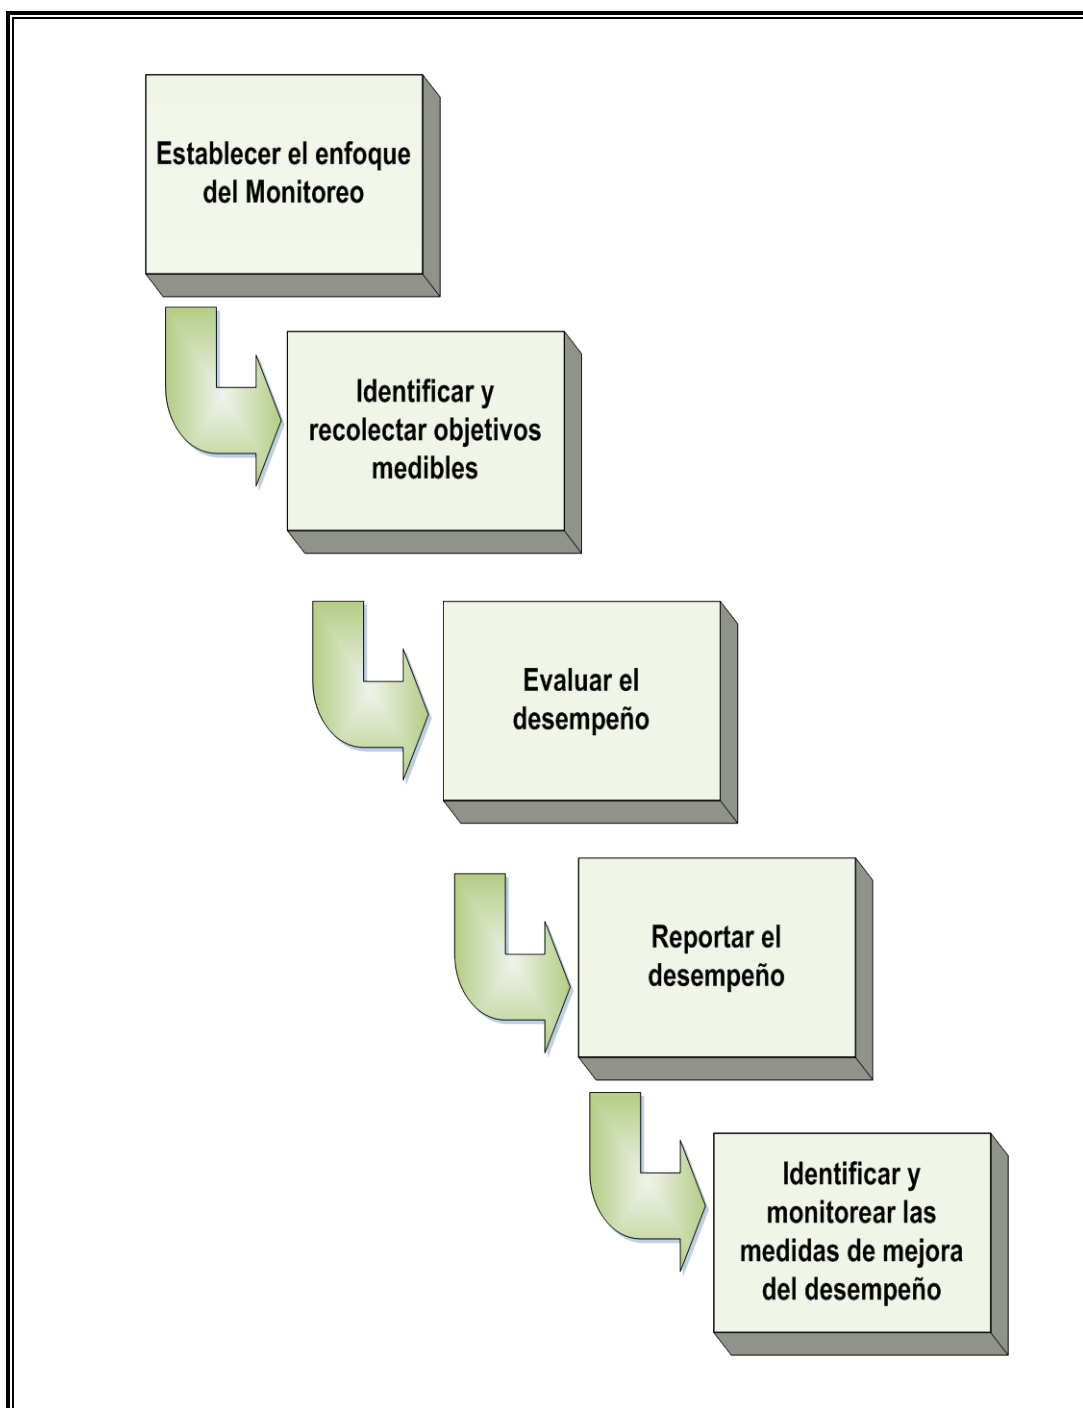 Establecer el enfoque
del Monitoreo
Identificar y
recolectar objetivos
medibles
Evaluar el
desempeño
Reportar el
desempeño
Identificar y
monitorear las
medidas de mejora
del desempeño